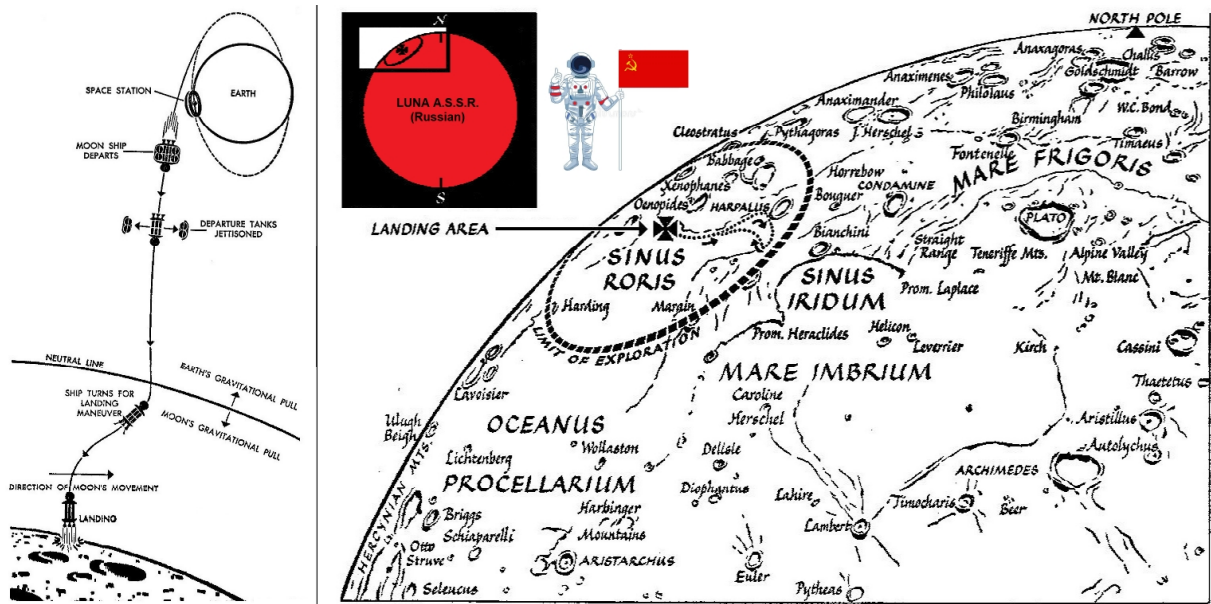 SPACE STATION
EARTH
MOON SHIP
DEPARTS
DEPARTURE TANKS
JETTISONED
NEUTRAL LINE
EARTH'S GRAVITATIONAL PULL
SHIP TURNS FOR
LANDING
MANEUVER
MOON'S GRAVITATIONAL PULL
DIRECTION OF MOON'S MOVEMENT
LANDING
N
LUNA A.S.S.R.
(Russian)
S
NORTH POLE
Anaxagoras
Challis
Goldschmidt
Barrow
Anaximenes
Philolaus
W.C. Bond
Anaximander
Birmingham
Cleostratus
Pythagoras
J. Herschel
Timaeus
Fontenelle
MARE FRIGORIS
Babbage
Horrebow
Xenophanes
CONDAMINE
Oenopides
HARPALUS
Bouguer
PLATO
LANDING AREA
Bianchini
Straight
Range
Teneriffe Mts.
Alpine Valley
SINUS
RORIS
SINUS
IRIDUM
Mt. Blanc
Prom. Laplace
Harding
Margin
LIMIT OF EXPLORATION
Prom. Heraclides
Helicon
Leverrier
Kirch
Cassini
MARE IMBRIUM
Lavoisier
Caroline
Herschel
Thaetetus
Ulugh
Beigh
OCEANUS
Aristillus
Wollaston
Delisle
Autolychus
Lichtenberg
PROCELLARIUM
ARCHIMEDES
Diophantus
Lahire
Timocharis
Beer
HERCYNIAN MTS.
Briggs
Harbinger
Mountains
Lambert
Schiaparelli
Otto
Struve
ARISTARCHUS
Euler
Seleucus
Pytheas